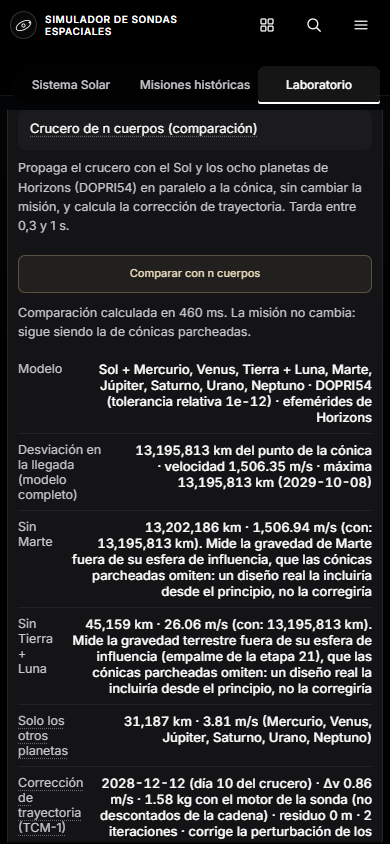 SIMULADOR DE SONDAS
ESPACIALES
Sistema Solar
Misiones históricas
Laboratorio
Crucero de n cuerpos (comparación)
Propaga el crucero con el Sol y los ocho planetas de
Horizons (DOPRI54) en paralelo a la cónica, sin cambiar la
misión, y calcula la corrección de trayectoria. Tarda entre
0,3 y 1 s.
Comparar con n cuerpos
Comparación calculada en 460 ms. La misión no cambia:
sigue siendo la de cónicas parcheadas.
Modelo
Sol + Mercurio, Venus, Tierra + Luna, Marte,
Júpiter, Saturno, Urano, Neptuno · DOPRI54
(tolerancia relativa 1e-12) · efemérides de
Horizons
Desviación en
la llegada
(modelo
completo)
13,195,813 km del punto de la cónica
· velocidad 1,506.35 m/s · máxima
13,195,813 km (2029-10-08)
Sin
Marte
13,202,186 km · 1,506.94 m/s (con:
13,195,813 km). Mide la gravedad de Marte
fuera de su esfera de influencia, que las cónicas
parcheadas omiten: un diseño real la incluiría
desde el principio, no la corregiría
Sin
Tierra
+
Luna
45,159 km · 26.06 m/s (con: 13,195,813 km).
Mide la gravedad terrestre fuera de su esfera de
influencia (empalme de la etapa 21), que las
cónicas parcheadas omiten: un diseño real la
incluiría desde el principio, no la corregiría
Solo los
otros
planetas
31,187 km · 3.81 m/s (Mercurio, Venus,
Júpiter, Saturno, Urano, Neptuno)
Corrección
de
trayectoria
(TCM-1)
2028-12-12 (día 10 del crucero) · Δv 0.86
m/s · 1.58 kg con el motor de la sonda (no
descontados de la cadena) · residuo 0 m · 2
iteraciones · corrige la perturbación de los